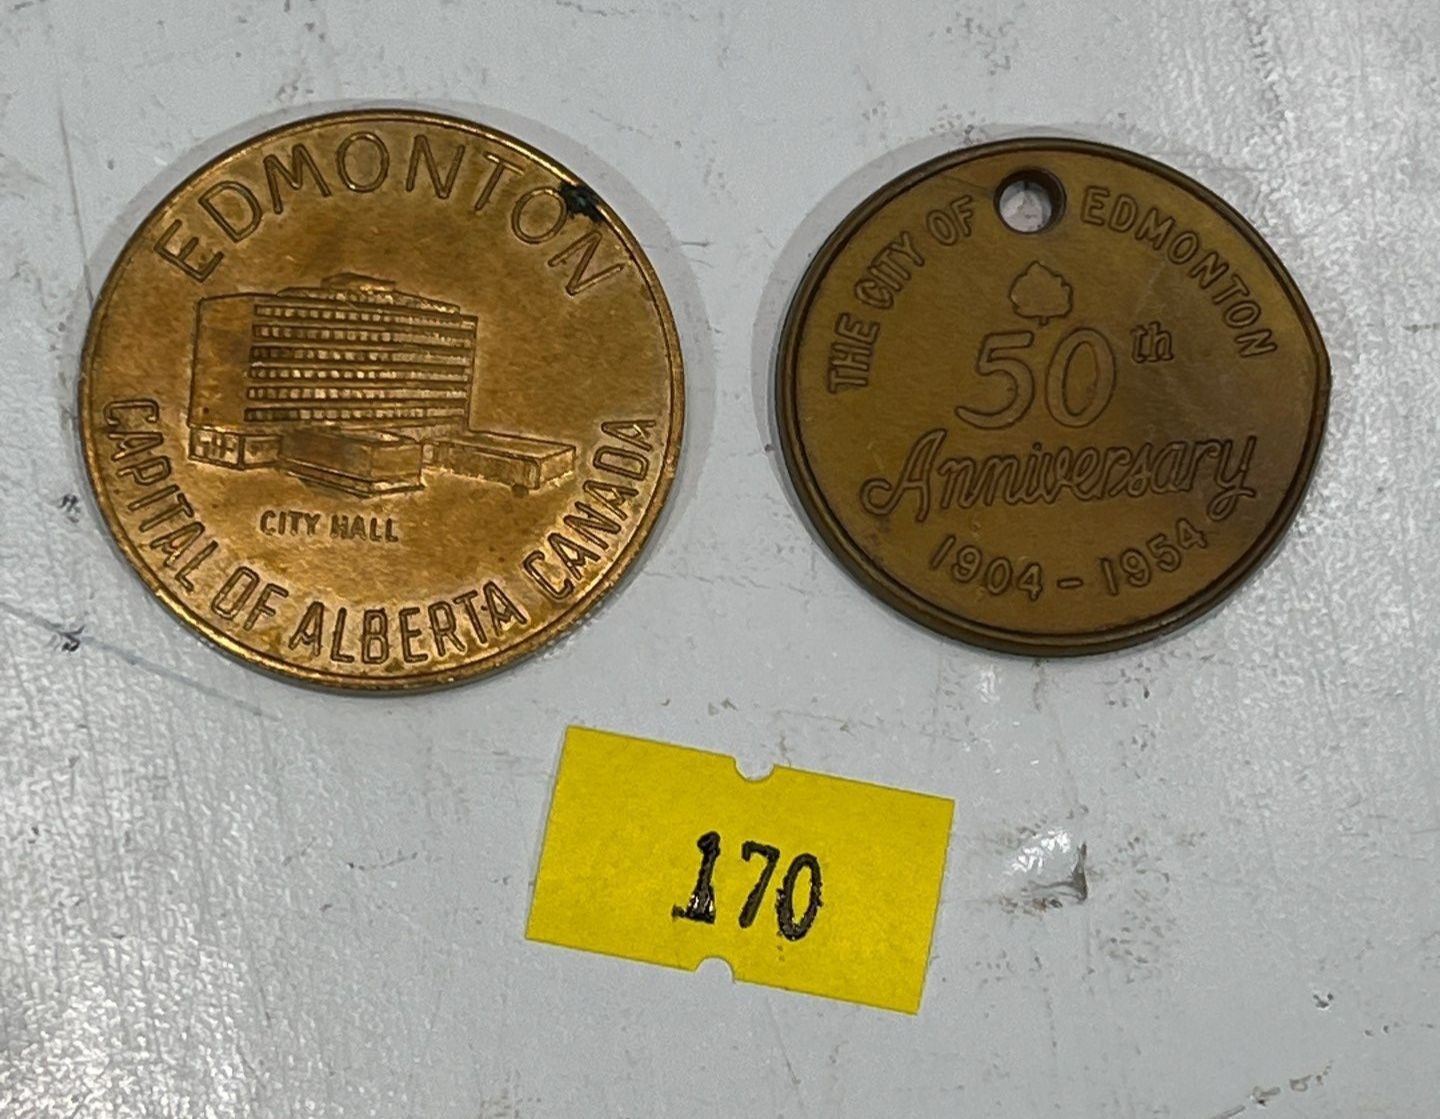 EDMONTON
CITY HALL
CAPITAL OF ALBERTA CANADA
THE CITY OF EDMONTON
50th
Anniversary
1904-1954
170